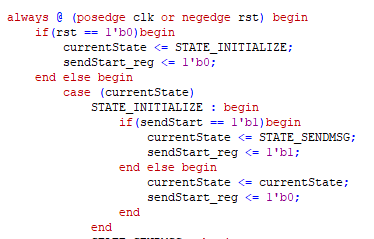 always @ (posedge clk or negedge rst) begin
    if(rst == 1'b0)begin
        currentState <= STATE_INITIALIZE;
        sendStart_reg <= 1'b0;
    end else begin
        case (currentState)
            STATE_INITIALIZE : begin
                if(sendStart == 1'b1)begin
                    currentState <= STATE_SENDMSG;
                    sendStart_reg <= 1'b1;
                end else begin
                    currentState <= currentState;
                    sendStart_reg <= 1'b0;
                end
            end